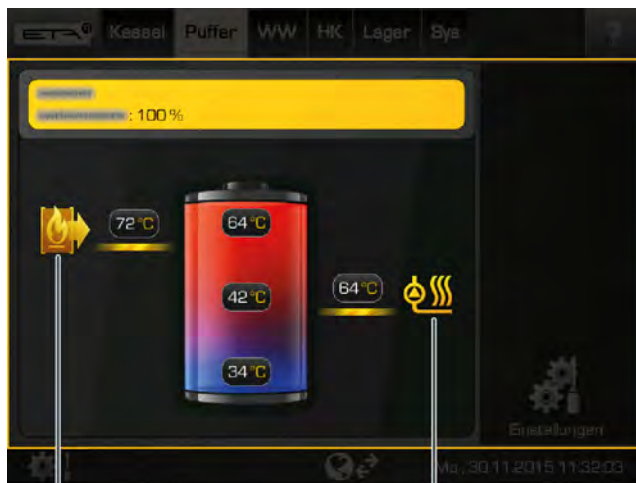 ETA Kessel Puffer WW HK Lager Sys ?
: 100 %
72 °C
64 °C
42 °C
64 °C
34 °C
Einstellungen
Mo, 30.11.2015 11:32:03